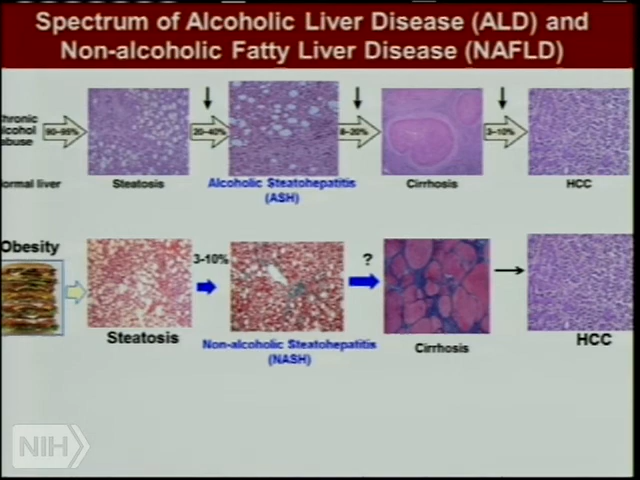 Spectrum of Alcoholic Liver Disease (ALD) and
Non-alcoholic Fatty Liver Disease (NAFLD)
hronic
lcohol
buse
90-95%
20-40%
8-20%
3-10%
ormal liver
Steatosis
Alcoholic Steatohepatitis
(ASH)
Cirrhosis
HCC
Obesity
3-10%
?
Steatosis
Non-alcoholic Steatohepatitis
(NASH)
Cirrhosis
HCC
NIH